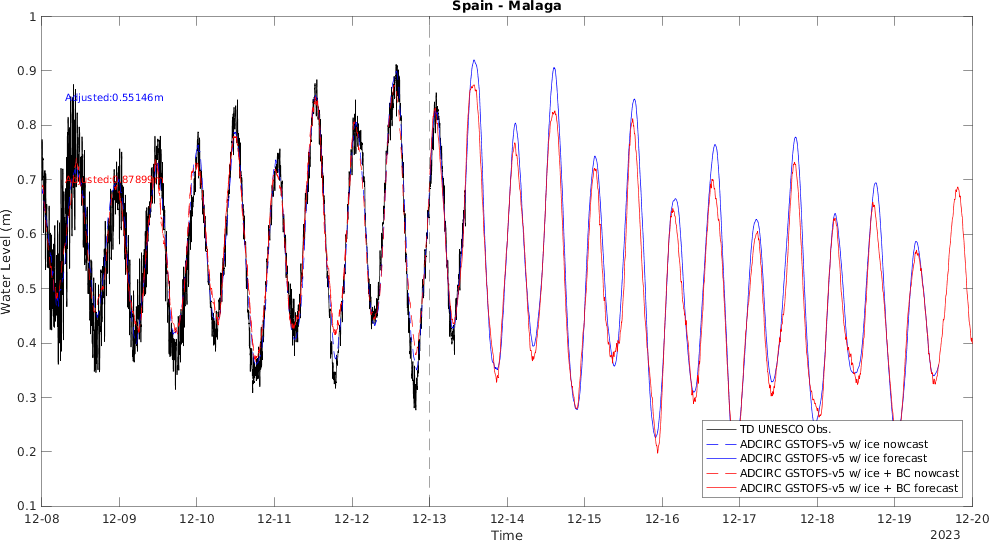 Spain - Malaga
1
0.9
0.8
0.7
0.6
0.5
0.4
0.3
0.2
0.1
Water Level (m)
Adjusted:0.55146m
TD UNESCO Obs.
ADCIRC GSTOFS-v5 w/ ice nowcast
ADCIRC GSTOFS-v5 w/ ice forecast
ADCIRC GSTOFS-v5 w/ ice + BC nowcast
ADCIRC GSTOFS-v5 w/ ice + BC forecast
12-08 12-09 12-10 12-11 12-12 12-13 12-14 12-15 12-16 12-17 12-18 12-19 12-20
Time
2023